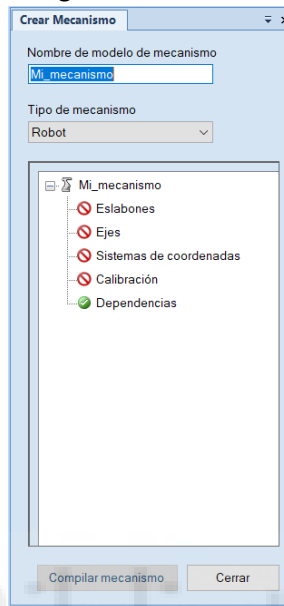 Crear Mecanismo
Nombre de modelo de mecanismo
Mi_mecanismo
Tipo de mecanismo
Robot
Mi_mecanismo
Eslabones
Ejes
Sistemas de coordenadas
Calibración
Dependencias
Compilar mecanismo Cerrar